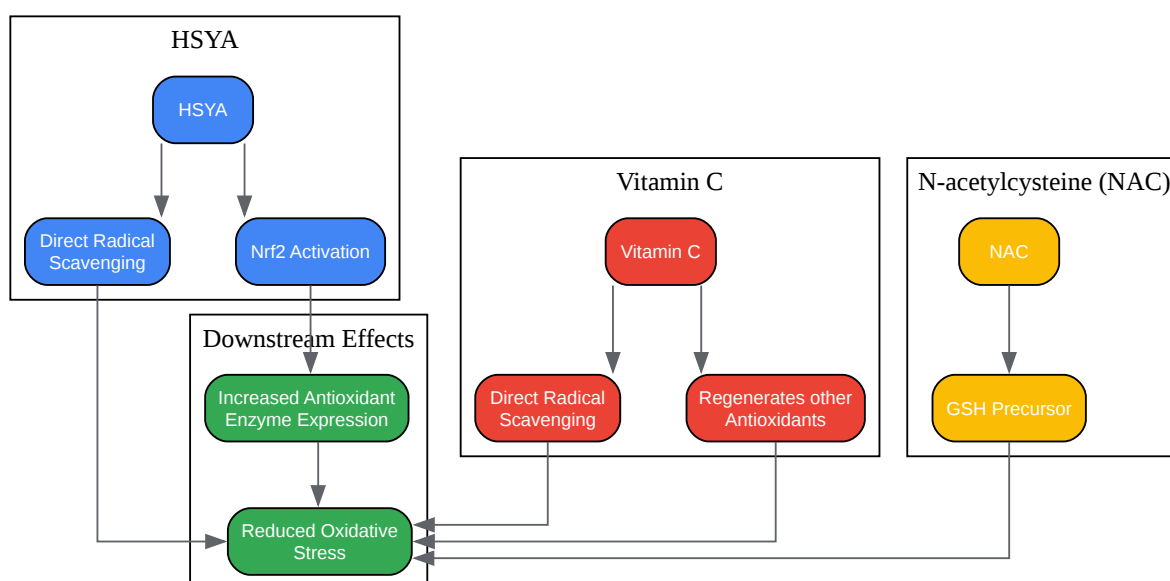 HSYA
HSYA
Direct Radical
Scavenging
Nrf2 Activation
Downstream Effects
Increased Antioxidant
Enzyme Expression
Reduced Oxidative
Stress
Vitamin C
Vitamin C
Direct Radical
Scavenging
Regenerates other
Antioxidants
N-acetylcysteine (NAC)
NAC
GSH Precursor